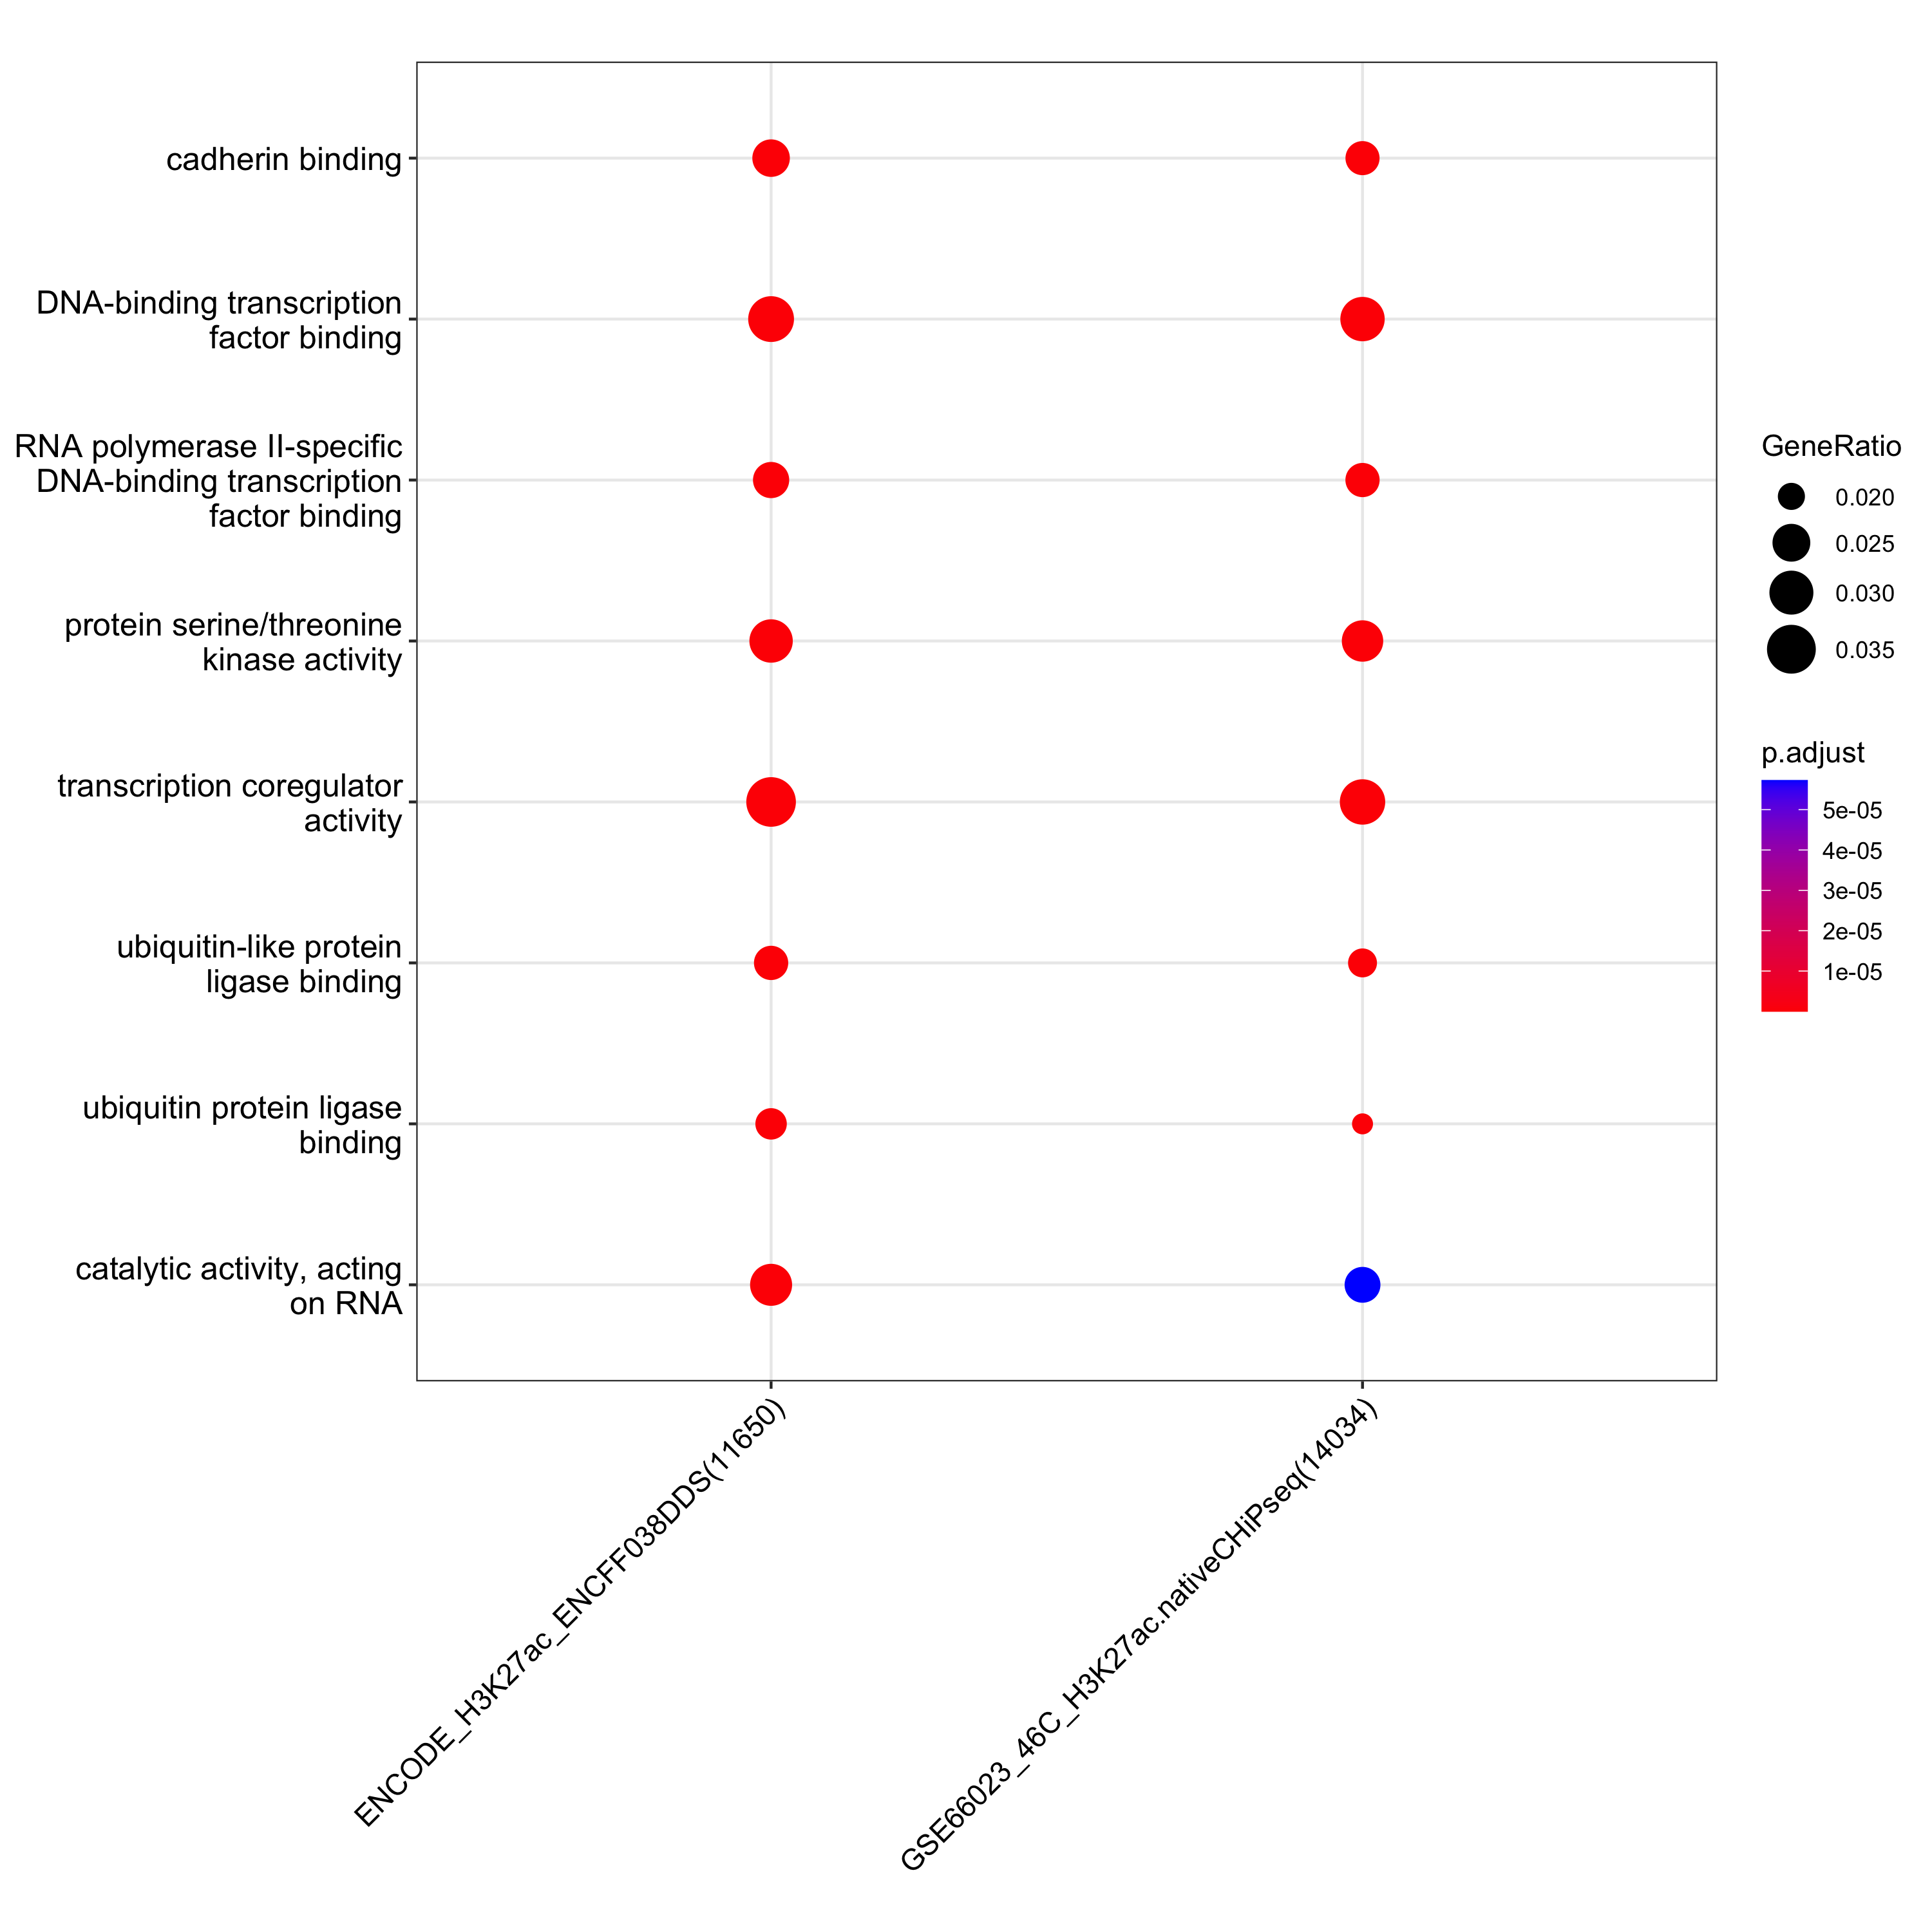 cadherin binding
DNA-binding transcription
factor binding
RNA polymerase II-specific
DNA-binding transcription
factor binding
protein serine/threonine
kinase activity
transcription coregulator
activity
ubiquitin-like protein
ligase binding
ubiquitin protein ligase
binding
catalytic activity, acting
on RNA
ENCODE_H3K27ac_ENCFF038DDS(11650)
GSE66023_46C_H3K27ac.nativeCHiPseq(14034)
GeneRatio
0.020
0.025
0.030
0.035
p.adjust
5e-05
4e-05
3e-05
2e-05
1e-05